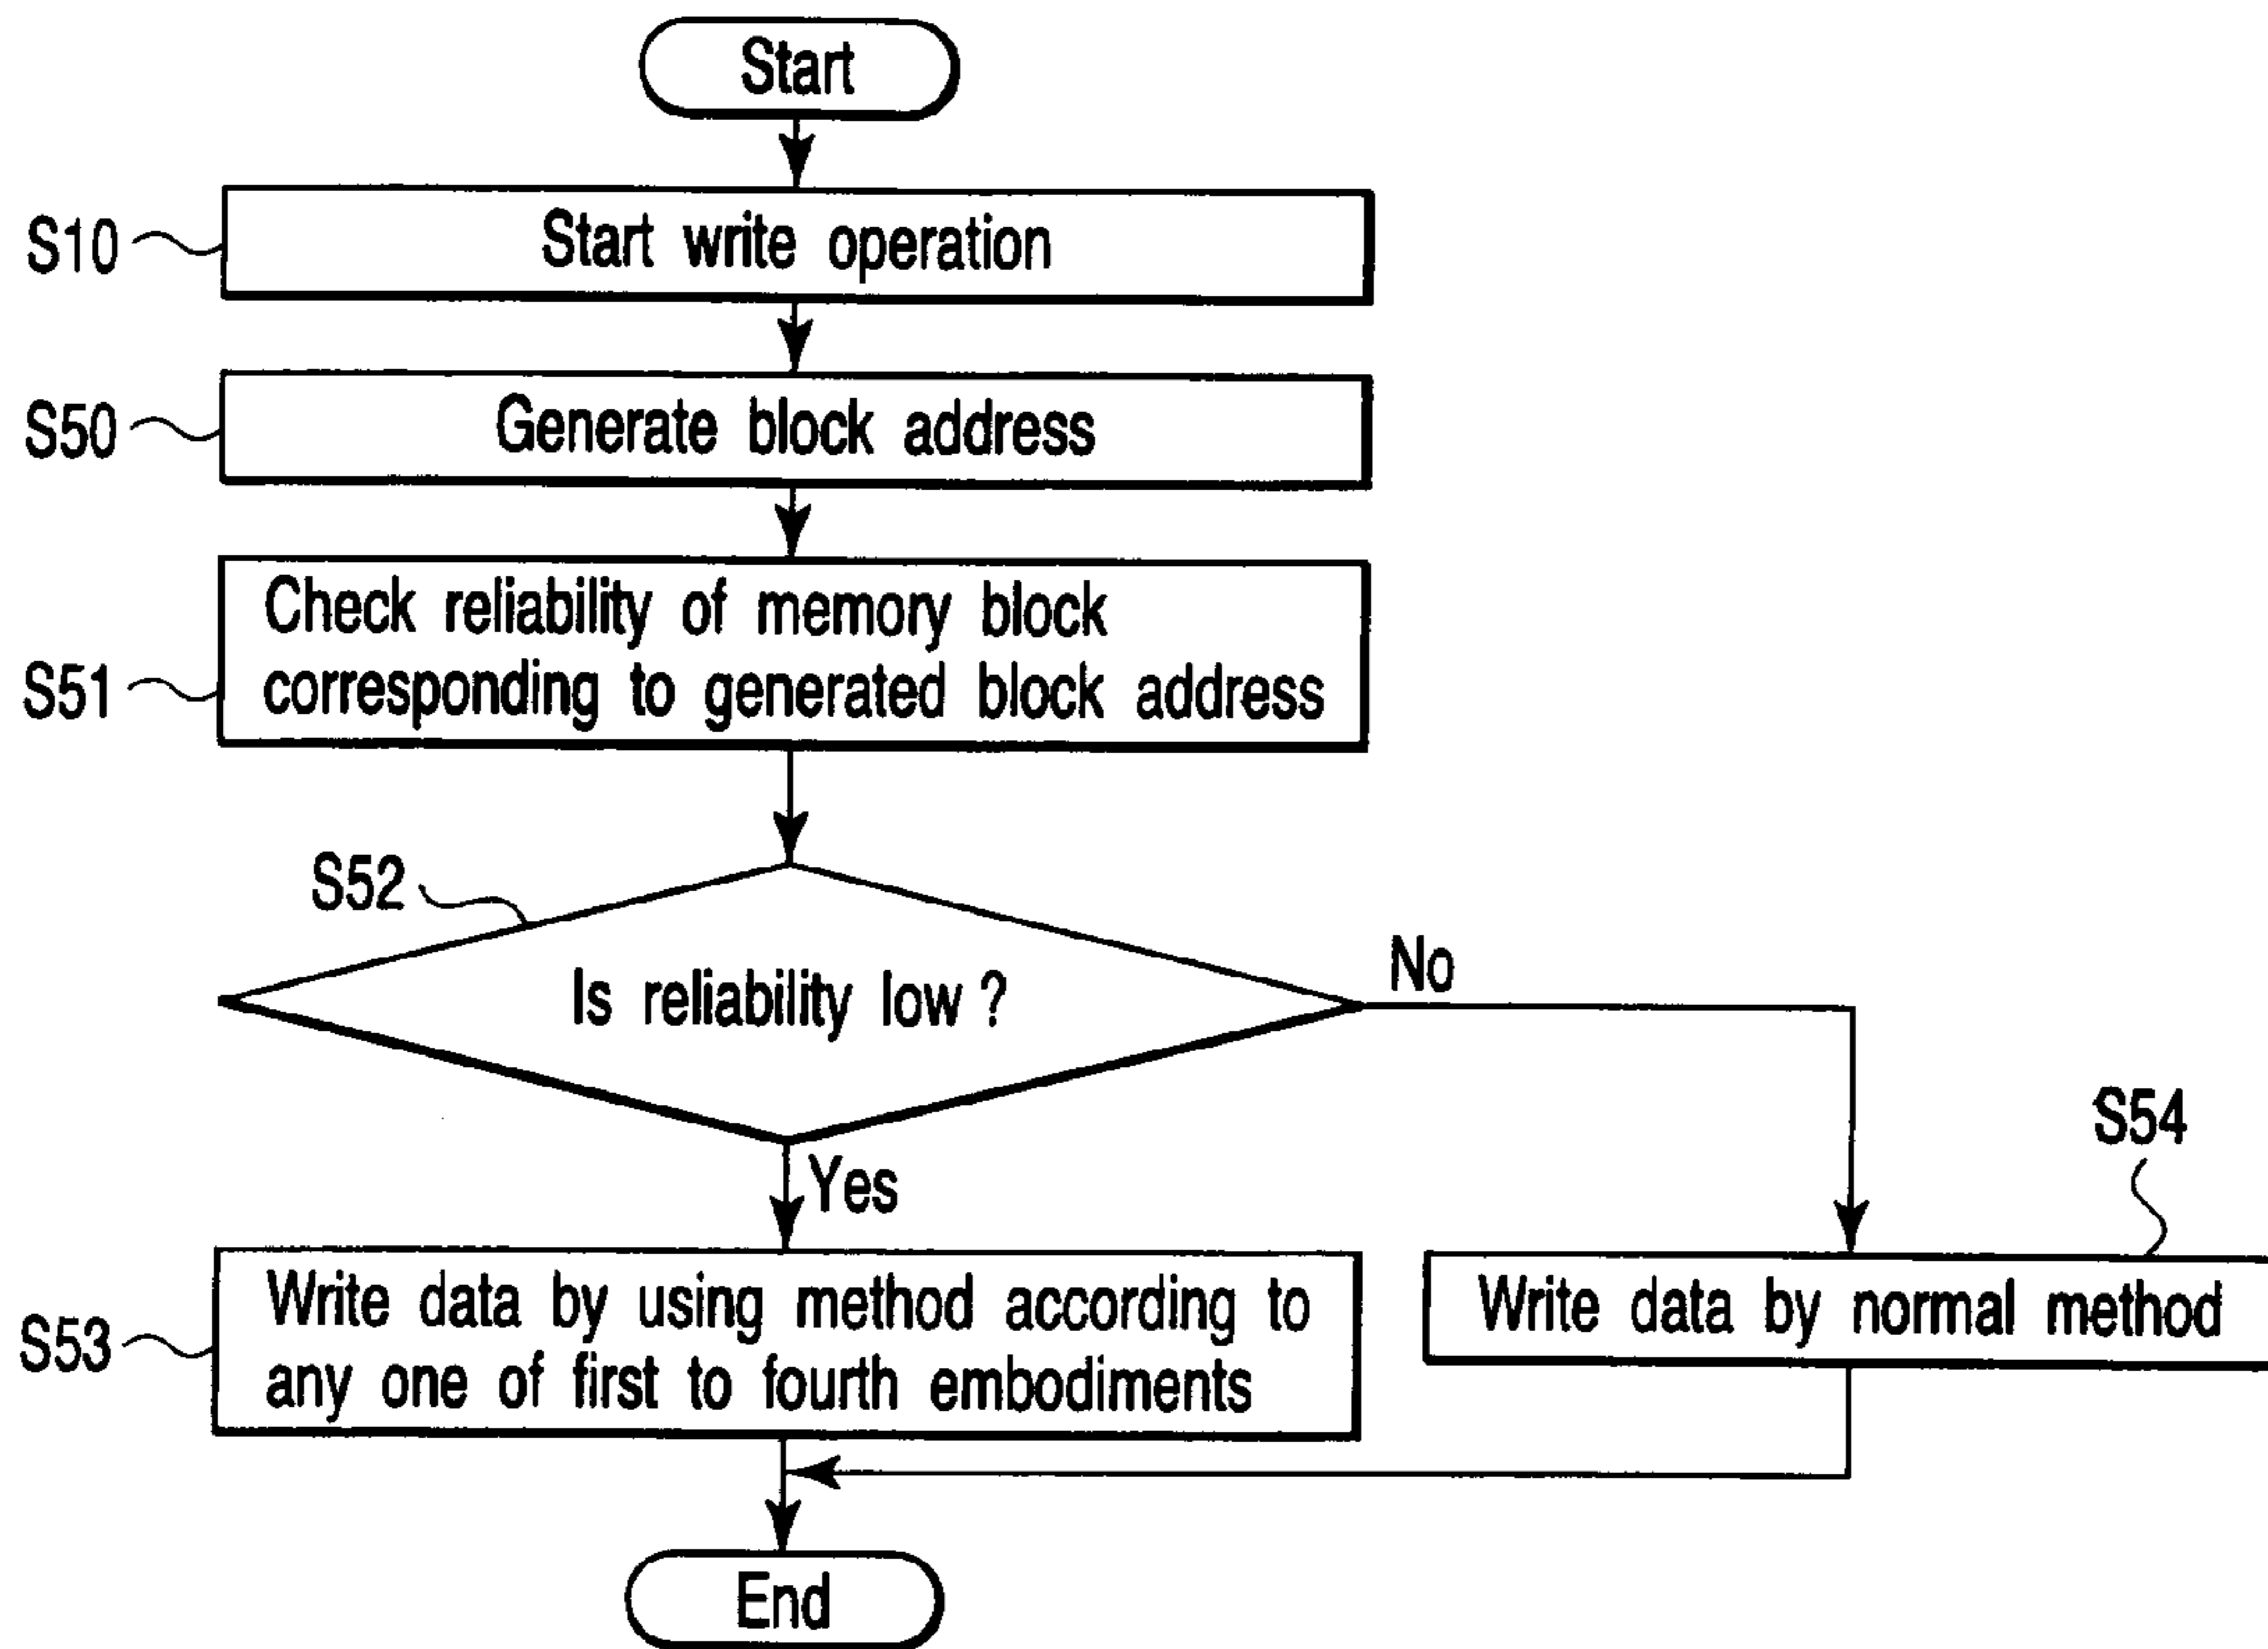 Start
S10
Start write operation
S50
Generate block address
Check reliability of memory block
S51
corresponding to generated block address
S52
Is reliability low ?
No
Yes
S54
S53
Write data by using method according to
any one of first to fourth embodiments
Write data by normal method
End